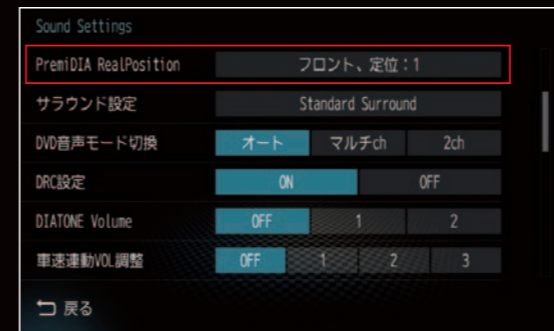 Sound Settings
PremiDIA RealPosition フロント、定位：1
サラウンド設定 Standard Surround
DVD音声モード切換 オート マルチch 2ch
DRC設定 ON OFF
DIATONE Volume OFF 1 2
車速連動VOL調整 OFF 1 2 3
戻る